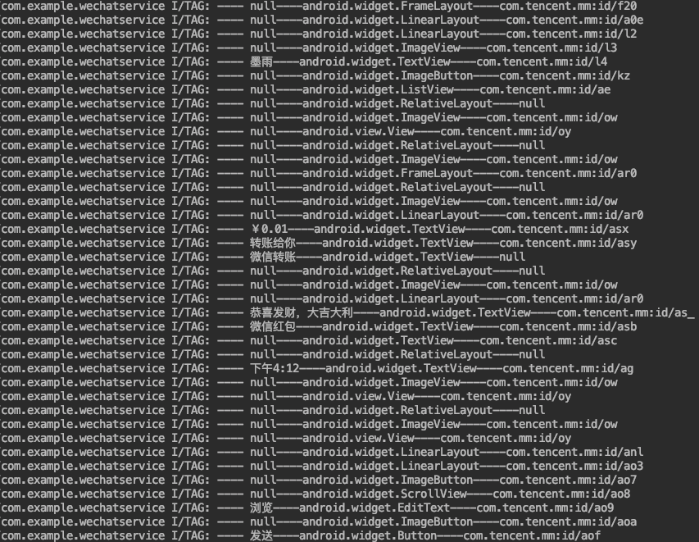 /com.example.wechatservice I/TAG: ---- null----android.widget.FrameLayout----com.tencent.mm:id/f20
/com.example.wechatservice I/TAG: ---- null----android.widget.LinearLayout----com.tencent.mm:id/a0e
/com.example.wechatservice I/TAG: ---- null----android.widget.LinearLayout----com.tencent.mm:id/l2
/com.example.wechatservice I/TAG: ---- null----android.widget.ImageView----com.tencent.mm:id/l3
/com.example.wechatservice I/TAG: ---- 墨雨----android.widget.TextView----com.tencent.mm:id/l4
/com.example.wechatservice I/TAG: ---- null----android.widget.ImageButton----com.tencent.mm:id/kz
/com.example.wechatservice I/TAG: ---- null----android.widget.ListView----com.tencent.mm:id/ae
/com.example.wechatservice I/TAG: ---- null----android.widget.RelativeLayout----null
/com.example.wechatservice I/TAG: ---- null----android.widget.ImageView----com.tencent.mm:id/ow
/com.example.wechatservice I/TAG: ---- null----android.view.View----com.tencent.mm:id/oy
/com.example.wechatservice I/TAG: ---- null----android.widget.RelativeLayout----null
/com.example.wechatservice I/TAG: ---- null----android.widget.ImageView----com.tencent.mm:id/ow
/com.example.wechatservice I/TAG: ---- null----android.widget.FrameLayout----com.tencent.mm:id/ar0
/com.example.wechatservice I/TAG: ---- null----android.widget.RelativeLayout----null
/com.example.wechatservice I/TAG: ---- null----android.widget.ImageView----com.tencent.mm:id/ow
/com.example.wechatservice I/TAG: ---- null----android.widget.LinearLayout----com.tencent.mm:id/ar0
/com.example.wechatservice I/TAG: ---- ￥0.01----android.widget.TextView----com.tencent.mm:id/asx
/com.example.wechatservice I/TAG: ---- 转账给你----android.widget.TextView----com.tencent.mm:id/asy
/com.example.wechatservice I/TAG: ---- 微信转账----android.widget.TextView----null
/com.example.wechatservice I/TAG: ---- null----android.widget.RelativeLayout----null
/com.example.wechatservice I/TAG: ---- null----android.widget.ImageView----com.tencent.mm:id/ow
/com.example.wechatservice I/TAG: ---- null----android.widget.LinearLayout----com.tencent.mm:id/ar0
/com.example.wechatservice I/TAG: ---- 恭喜发财，大吉大利----android.widget.TextView----com.tencent.mm:id/as_
/com.example.wechatservice I/TAG: ---- 微信红包----android.widget.TextView----com.tencent.mm:id/asb
/com.example.wechatservice I/TAG: ---- null----android.widget.TextView----com.tencent.mm:id/asc
/com.example.wechatservice I/TAG: ---- null----android.widget.RelativeLayout----null
/com.example.wechatservice I/TAG: ---- 下午4:12----android.widget.TextView----com.tencent.mm:id/ag
/com.example.wechatservice I/TAG: ---- null----android.widget.ImageView----com.tencent.mm:id/ow
/com.example.wechatservice I/TAG: ---- null----android.view.View----com.tencent.mm:id/oy
/com.example.wechatservice I/TAG: ---- null----android.widget.RelativeLayout----null
/com.example.wechatservice I/TAG: ---- null----android.widget.ImageView----com.tencent.mm:id/ow
/com.example.wechatservice I/TAG: ---- null----android.view.View----com.tencent.mm:id/oy
/com.example.wechatservice I/TAG: ---- null----android.widget.LinearLayout----com.tencent.mm:id/anl
/com.example.wechatservice I/TAG: ---- null----android.widget.LinearLayout----com.tencent.mm:id/ao3
/com.example.wechatservice I/TAG: ---- null----android.widget.ImageButton----com.tencent.mm:id/ao7
/com.example.wechatservice I/TAG: ---- null----android.widget.ScrollView----com.tencent.mm:id/ao8
/com.example.wechatservice I/TAG: ---- 浏览----android.widget.EditText----com.tencent.mm:id/ao9
/com.example.wechatservice I/TAG: ---- null----android.widget.ImageButton----com.tencent.mm:id/aoa
/com.example.wechatservice I/TAG: ---- 发送----android.widget.Button----com.tencent.mm:id/aof